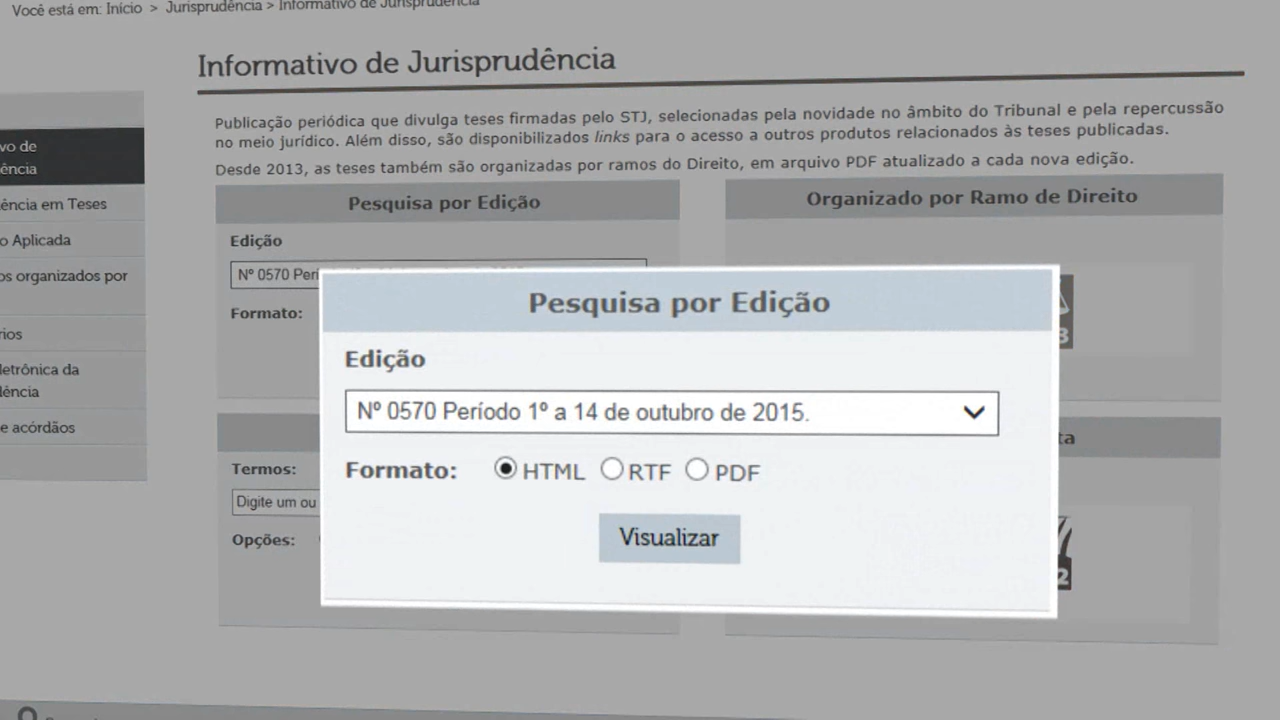 Você está em: Início > Jurisprudência > Informativo de Jurisprudência
Informativo de Jurisprudência
Publicação periódica que divulga teses firmadas pelo STJ, selecionadas pela novidade no âmbito do Tribunal e pela repercussão
no meio jurídico. Além disso, são disponibilizados links para o acesso a outros produtos relacionados às teses publicadas.
Desde 2013, as teses também são organizadas por ramos do Direito, em arquivo PDF atualizado a cada nova edição.
vo de
ência
ência em Teses
o Aplicada
os organizados por
rios
letrônica da
dência
e acórdãos
Pesquisa por Edição
Edição
Nº 0570 Perí
Formato:
Organizado por Ramo de Direito
Pesquisa por Edição
Edição
Nº 0570 Período 1º a 14 de outubro de 2015.
Formato: HTML RTF PDF
Visualizar
Termos:
Digite um ou
Opções:
ta